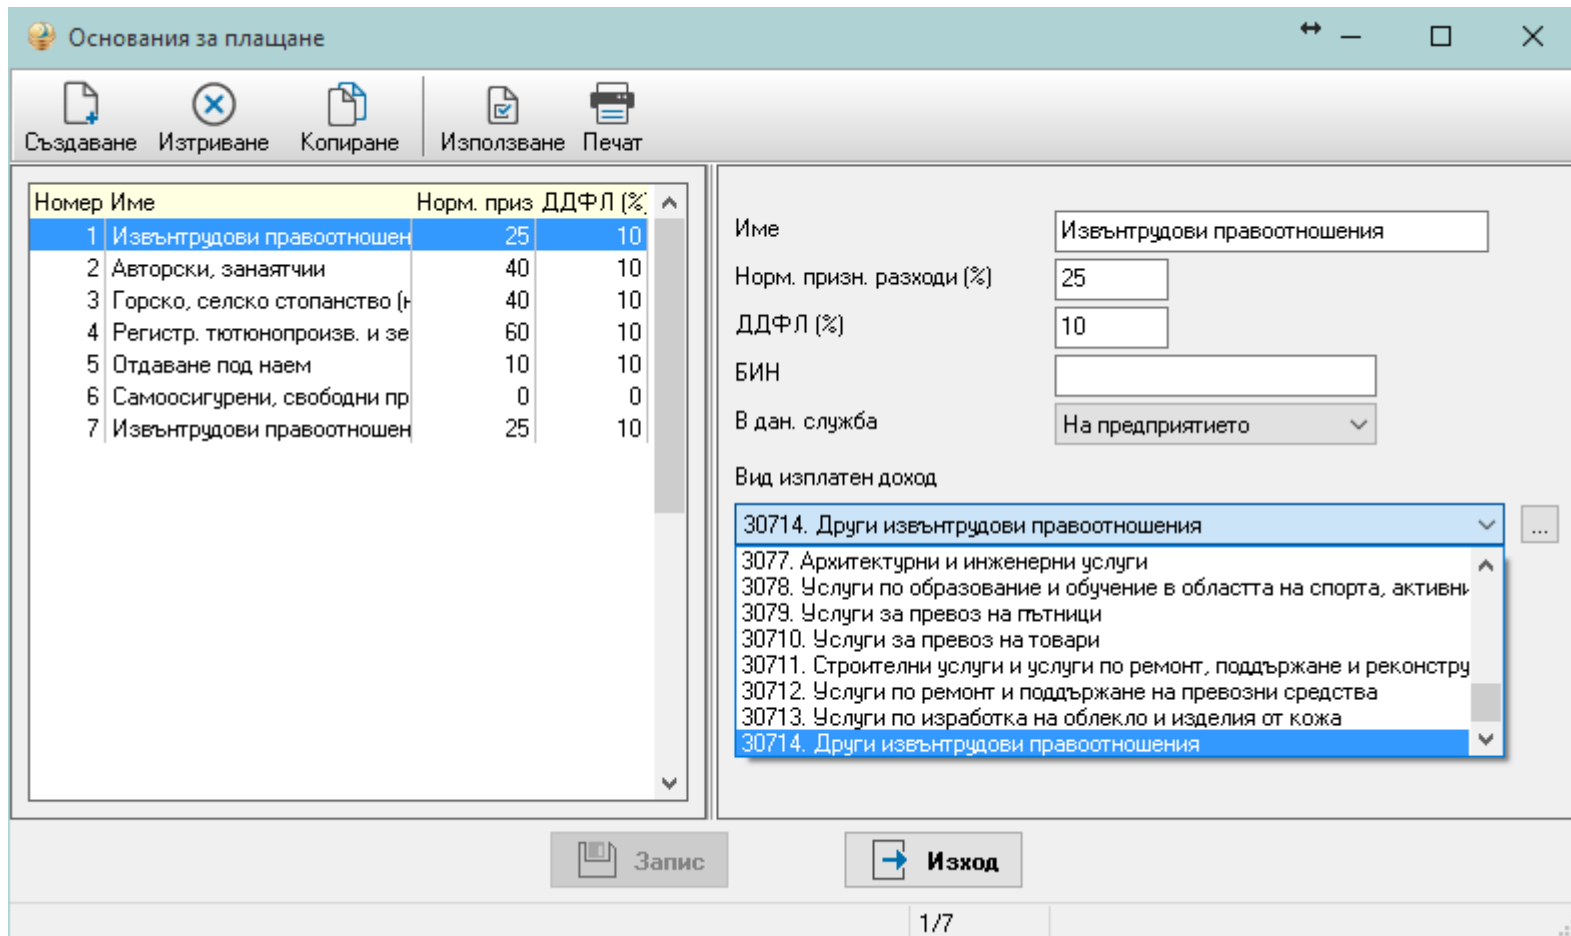 Основания за плащане
Създаване Изтриване Копиране Използване Печат
Номер Име Норм. приз ДДФЛ (%
1 Извънтрудови правоотношен 25 10
2 Авторски, занаятчии 40 10
3 Горско, селско стопанство (н 40 10
4 Регистр. тютюнопроизв. и зе 60 10
5 Отдаване под наем 10 10
6 Самоосигурени, свободни пр 0 0
7 Извънтрудови правоотношен 25 10
Име Извънтрудови правоотношения
Норм. призн. разходи (%) 25
ДДФЛ (%) 10
БИН
В дан. служба На предприятието
Вид изплатен доход
30714. Други извънтрудови правоотношения ...
3077. Архитектурни и инженерни услуги
3078. Услуги по образование и обучение в областта на спорта, активни
3079. Услуги за превоз на пътници
30710. Услуги за превоз на товари
30711. Строителни услуги и услуги по ремонт, поддържане и реконстру
30712. Услуги по ремонт и поддържане на превозни средства
30713. Услуги по изработка на облекло и изделия от кожа
30714. Други извънтрудови правоотношения
Запис Изход
1/7